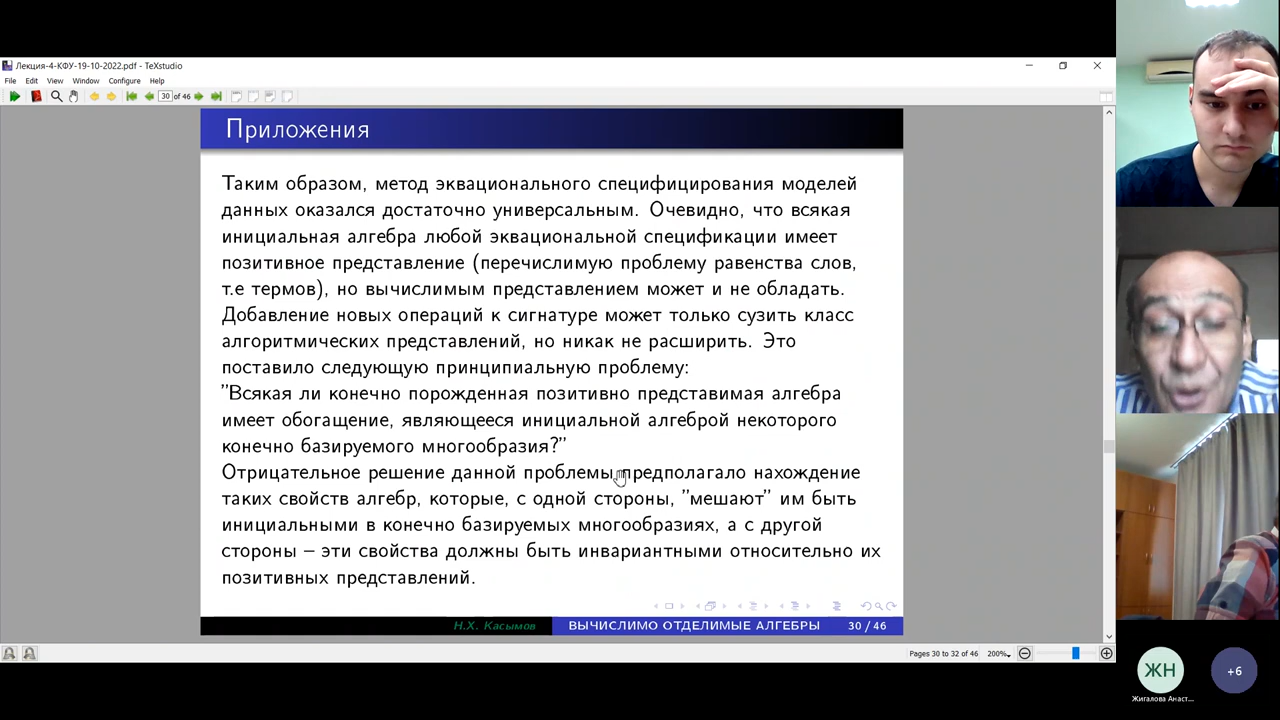 Лекция-4-КФУ-19-10-2022.pdf - TeXstudio
File Edit View Window Configure Help
30 of 46
Приложения
Таким образом, метод эквационального специфицирования моделей
данных оказался достаточно универсальным. Очевидно, что всякая
инициальная алгебра любой эквациональной спецификации имеет
позитивное представление (перечислимую проблему равенства слов,
т.е термов), но вычислимым представлением может и не обладать.
Добавление новых операций к сигнатуре может только сузить класс
алгоритмических представлений, но никак не расширить. Это
поставило следующую принципиальную проблему:
"Всякая ли конечно порожденная позитивно представимая алгебра
имеет обогащение, являющееся инициальной алгеброй некоторого
конечно базируемого многообразия?"
Отрицательное решение данной проблемы предполагало нахождение
таких свойств алгебр, которые, с одной стороны, "мешают" им быть
инициальными в конечно базируемых многообразиях, а с другой
стороны – эти свойства должны быть инвариантными относительно их
позитивных представлений.
Н.Х. Касымов ВЫЧИСЛИМО ОТДЕЛИМЫЕ АЛГЕБРЫ 30 / 46
Pages 30 to 32 of 46 200%
ЖН
+6
Жигалова Анаст...